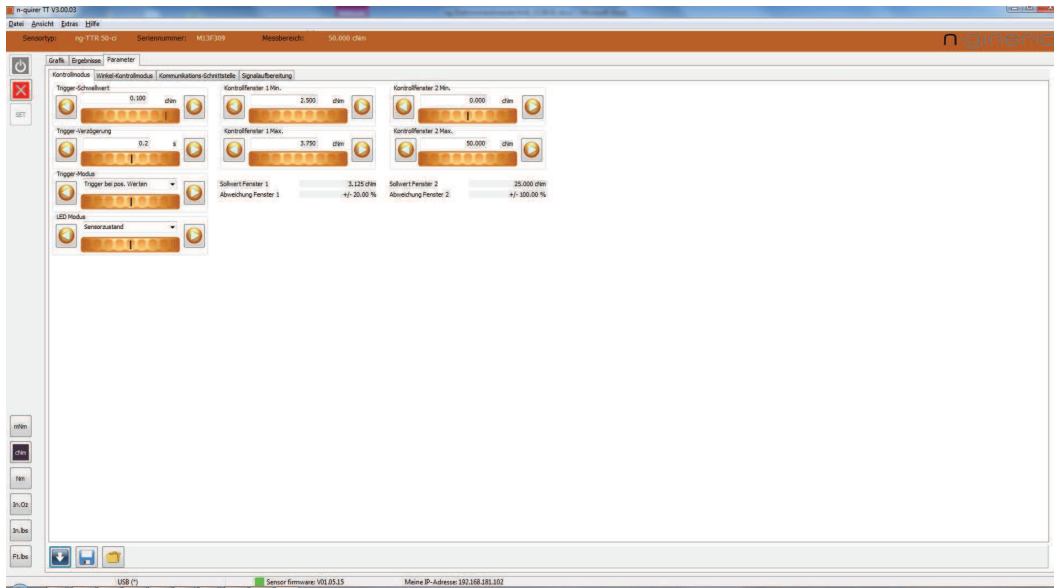 n-quirer TT V3.00.03
Datei Ansicht Extras Hilfe
Sensortyp: ng-TTR 50-ci Seriennummer: M13F309 Messbereich: 50.000 cNm
Grafik Ergebnisse Parameter
Kontrollmodus Winkel-Kontrollmodus Kommunikations-Schnittstelle Signalaufbereitung
Trigger-Schwellwert Kontrollfenster 1 Min. Kontrollfenster 2 Min.
0.100 cNm 2.500 cNm 0.000 cNm
Trigger-Verzögerung Kontrollfenster 1 Max. Kontrollfenster 2 Max.
0.2 s 3.750 cNm 50.000 cNm
Trigger-Modus
Trigger bei pos. Werten Sollwert Fenster 1 3.125 cNm Sollwert Fenster 2 25.000 cNm
Abweichung Fenster 1 +/- 20.00 % Abweichung Fenster 2 +/- 100.00 %
LED Modus
Sensorzustand
SET
mNm
cNm
Nm
In.Oz
In.lbs
Ft.lbs
USB (*) Sensor firmware: V01.05.15 Meine IP-Adresse: 192.168.181.102